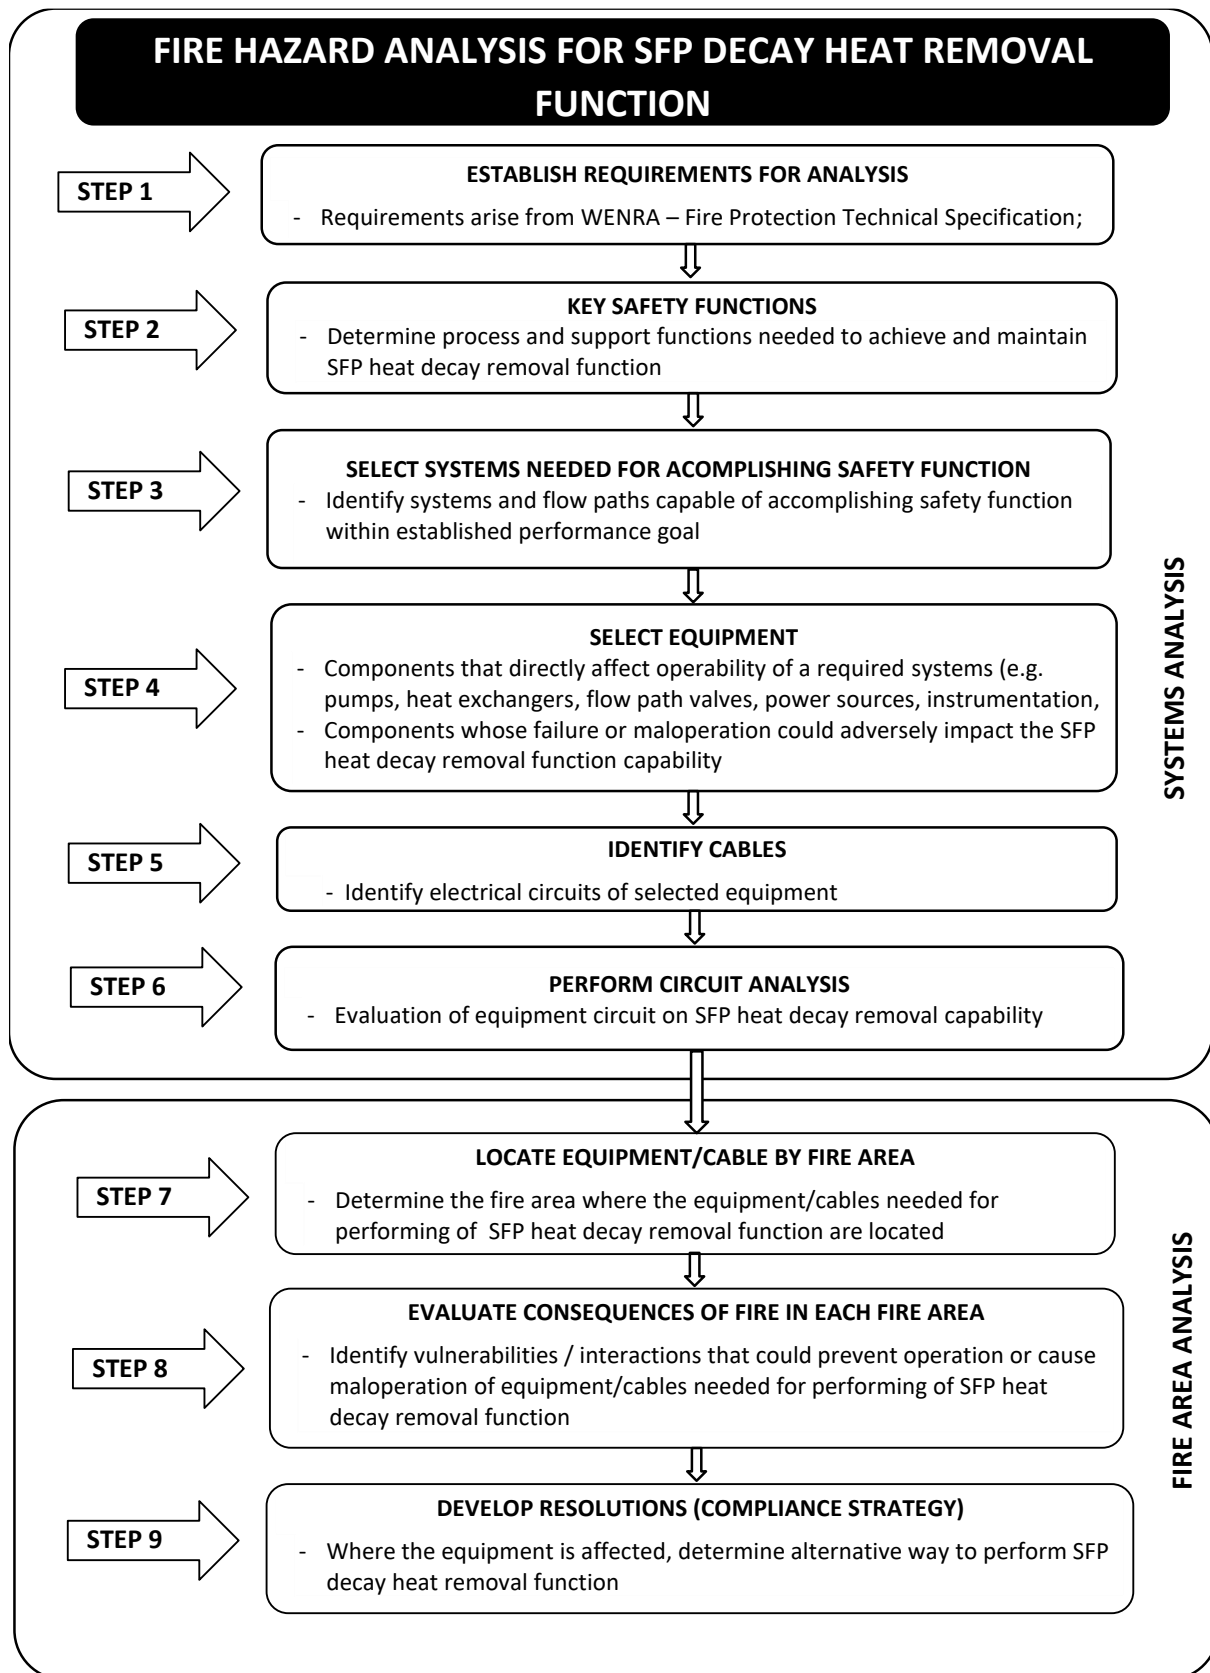 FIRE HAZARD ANALYSIS FOR SFP DECAY HEAT REMOVAL
FUNCTION
STEP 1
ESTABLISH REQUIREMENTS FOR ANALYSIS
- Requirements arise from WENRA – Fire Protection Technical Specification;
STEP 2
KEY SAFETY FUNCTIONS
- Determine process and support functions needed to achieve and maintain
SFP heat decay removal function
STEP 3
SELECT SYSTEMS NEEDED FOR ACOMPLISHING SAFETY FUNCTION
- Identify systems and flow paths capable of accomplishing safety function
within established performance goal
STEP 4
SELECT EQUIPMENT
- Components that directly affect operability of a required systems (e.g.
pumps, heat exchangers, flow path valves, power sources, instrumentation,
- Components whose failure or maloperation could adversely impact the SFP
heat decay removal function capability
STEP 5
IDENTIFY CABLES
- Identify electrical circuits of selected equipment
STEP 6
PERFORM CIRCUIT ANALYSIS
- Evaluation of equipment circuit on SFP heat decay removal capability
SYSTEMS ANALYSIS
STEP 7
LOCATE EQUIPMENT/CABLE BY FIRE AREA
- Determine the fire area where the equipment/cables needed for
performing of SFP heat decay removal function are located
STEP 8
EVALUATE CONSEQUENCES OF FIRE IN EACH FIRE AREA
- Identify vulnerabilities / interactions that could prevent operation or cause
maloperation of equipment/cables needed for performing of SFP heat
decay removal function
STEP 9
DEVELOP RESOLUTIONS (COMPLIANCE STRATEGY)
- Where the equipment is affected, determine alternative way to perform SFP
decay heat removal function
FIRE AREA ANALYSIS